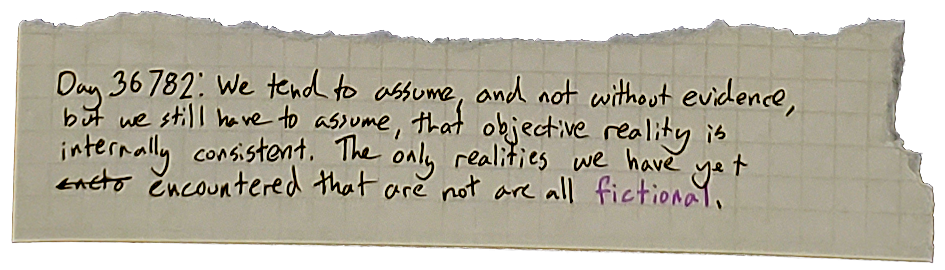 Day 36782: We tend to assume, and not without evidence,
but we still have to assume, that objective reality is
internally consistent. The only realities we have yet
encto encountered that are not are all fictional.